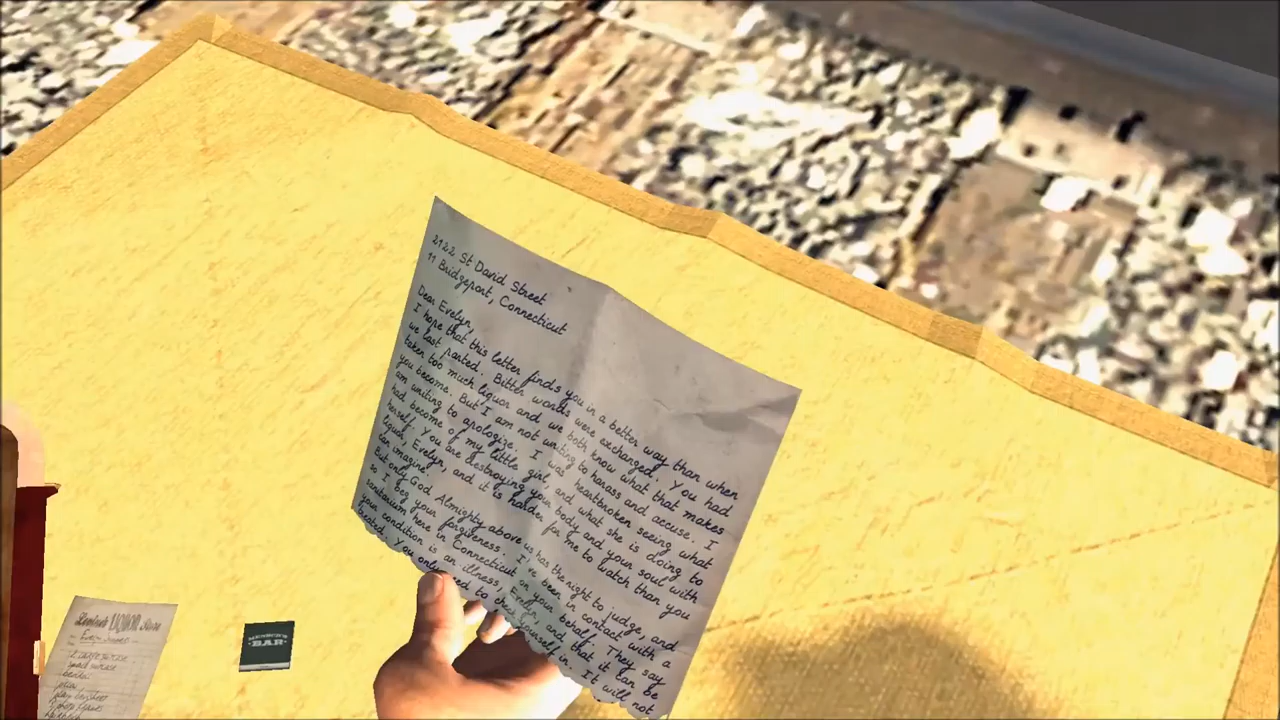 2122 St David Street
11 Bridgeport, Connecticut
Dear Evelyn,
I hope that this letter finds you in a better way than when
we last parted. Bitter words were exchanged. You had
taken too much liquor and we both know what that makes
you become. But I am not writing to harass and accuse. I
am writing to apologize. I was heartbroken seeing what
had become of my little girl, and what she is doing to
herself. You are destroying your body and your soul with
liquor, Evelyn, and it is harder for me to watch than you
can imagine.
But only God Almighty above us has the right to judge, and
so I beg your forgiveness. I've been in contact with a
sanitarium here in Connecticut on your behalf. They say
your condition is an illness, Evelyn, and that it can be
treated. You only need to check yourself in. It will not
LIQUOR Store
BAR